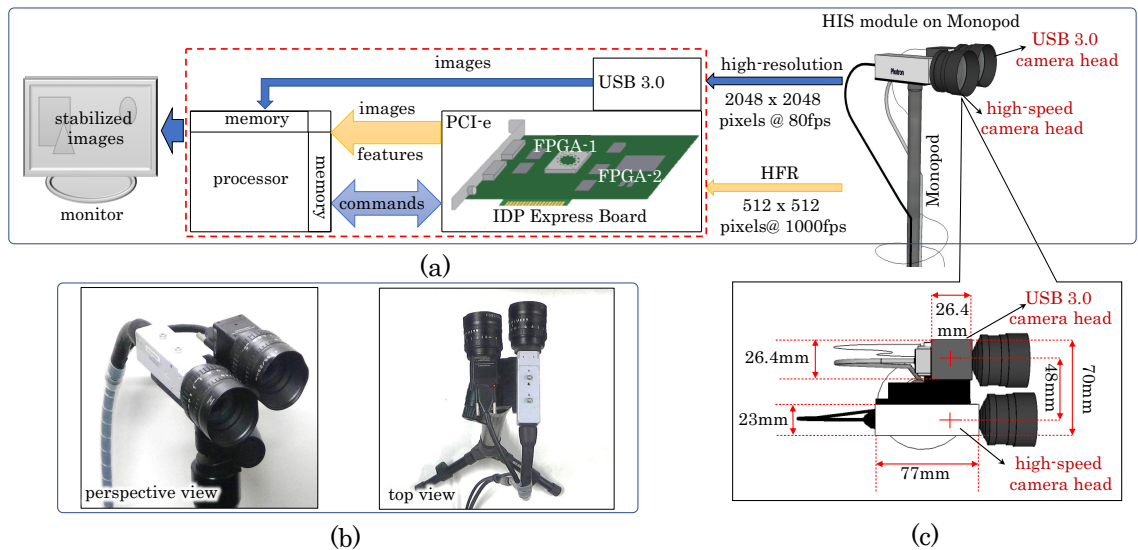 HIS module on Monopod
USB 3.0
camera head
high-speed
camera head
Photron
Monopod
high-resolution
2048 x 2048
pixels @ 80fps
HFR
512 x 512
pixels@ 1000fps
images
USB 3.0
PCI-e
FPGA-1
FPGA-2
IDP Express Board
images
features
commands
memory
processor
memory
stabilized
images
monitor
(a)
perspective view
top view
(b)
26.4
mm
USB 3.0
camera head
26.4mm
48mm
70mm
23mm
77mm
high-speed
camera head
(c)